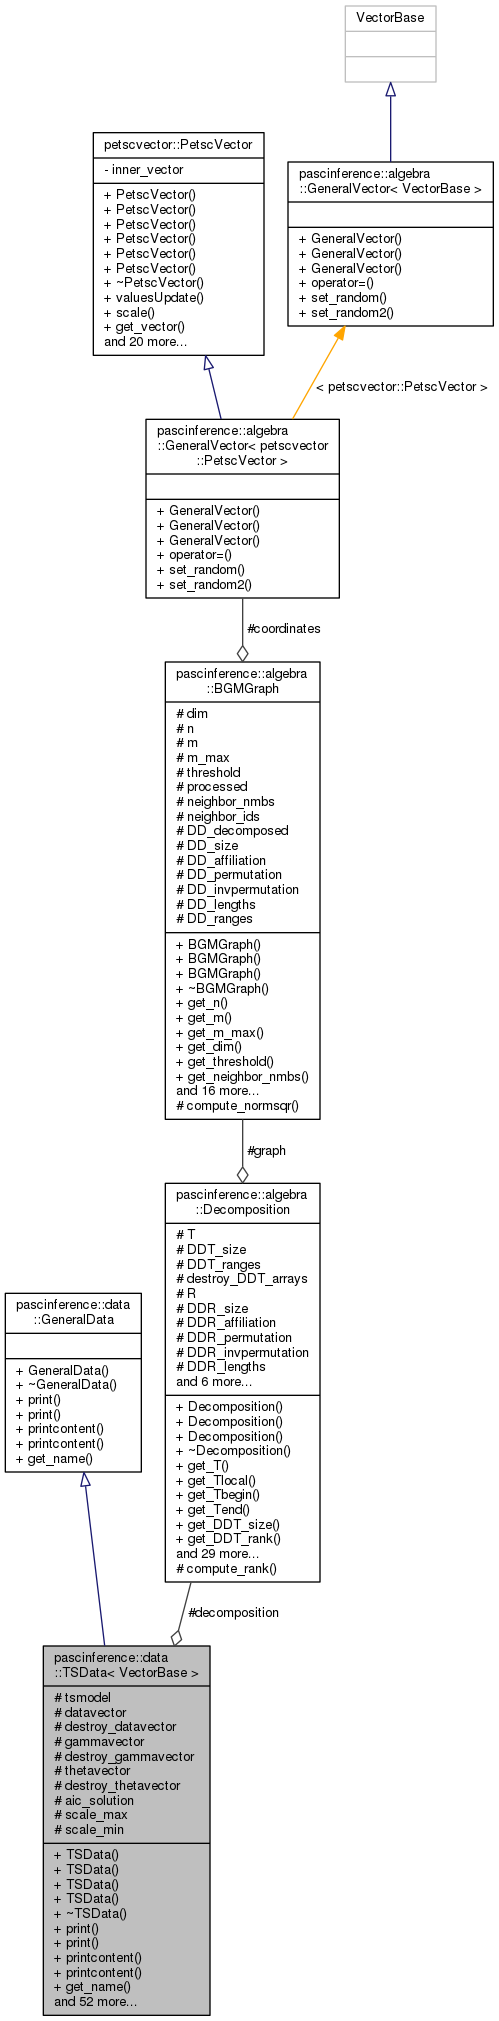 VectorBase
petscvector::PetscVector
- inner_vector
+ PetscVector()
+ PetscVector()
+ PetscVector()
+ PetscVector()
+ PetscVector()
+ PetscVector()
+ ~PetscVector()
+ valuesUpdate()
+ scale()
+ get_vector()
and 20 more...
pascinference::algebra
::GeneralVector< VectorBase >
+ GeneralVector()
+ GeneralVector()
+ GeneralVector()
+ operator=()
+ set_random()
+ set_random2()
< petscvector::PetscVector >
pascinference::algebra
::GeneralVector< petscvector
::PetscVector >
+ GeneralVector()
+ GeneralVector()
+ GeneralVector()
+ operator=()
+ set_random()
+ set_random2()
#coordinates
pascinference::algebra
::BGMGraph
# dim
# n
# m
# m_max
# threshold
# processed
# neighbor_nmbs
# neighbor_ids
# DD_decomposed
# DD_size
# DD_affiliation
# DD_permutation
# DD_invpermutation
# DD_lengths
# DD_ranges
+ BGMGraph()
+ BGMGraph()
+ BGMGraph()
+ ~BGMGraph()
+ get_n()
+ get_m()
+ get_m_max()
+ get_dim()
+ get_threshold()
+ get_neighbor_nmbs()
and 16 more...
# compute_normsqr()
#graph
pascinference::algebra
::Decomposition
# T
# DDT_size
# DDT_ranges
# destroy_DDT_arrays
# R
# DDR_size
# DDR_affiliation
# DDR_permutation
# DDR_invpermutation
# DDR_lengths
and 6 more...
+ Decomposition()
+ Decomposition()
+ Decomposition()
+ ~Decomposition()
+ get_T()
+ get_Tlocal()
+ get_Tbegin()
+ get_Tend()
+ get_DDT_size()
+ get_DDT_rank()
and 29 more...
# compute_rank()
pascinference::data
::GeneralData
+ GeneralData()
+ ~GeneralData()
+ print()
+ print()
+ printcontent()
+ printcontent()
+ get_name()
#decomposition
pascinference::data
::TSData< VectorBase >
# tsmodel
# datavector
# destroy_datavector
# gammavector
# destroy_gammavector
# thetavector
# destroy_thetavector
# aic_solution
# scale_max
# scale_min
+ TSData()
+ TSData()
+ TSData()
+ TSData()
+ ~TSData()
+ print()
+ print()
+ printcontent()
+ printcontent()
+ get_name()
and 52 more...